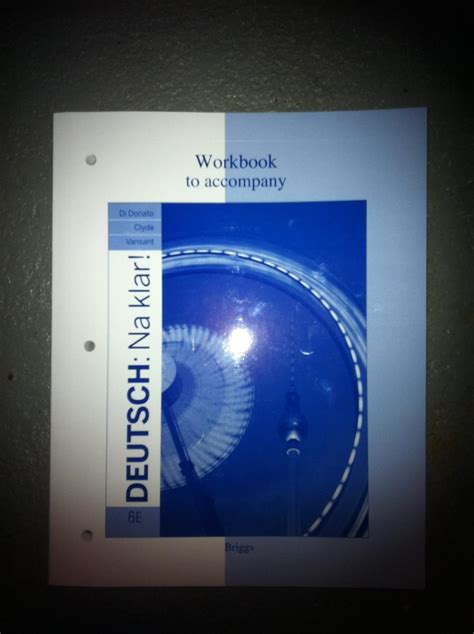 Workbook
to accompany
Di Donato
Clyde
Vansant
DEUTSCH: Na klar!
6E
Briggs